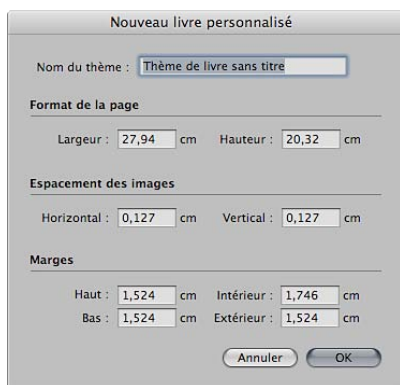 Nouveau livre personnalisé
Nom du thème : Thème de livre sans titre
Format de la page
Largeur : 27,94 cm Hauteur : 20,32 cm
Espacement des images
Horizontal : 0,127 cm Vertical : 0,127 cm
Marges
Haut : 1,524 cm Intérieur : 1,746 cm
Bas : 1,524 cm Extérieur : 1,524 cm
Annuler OK